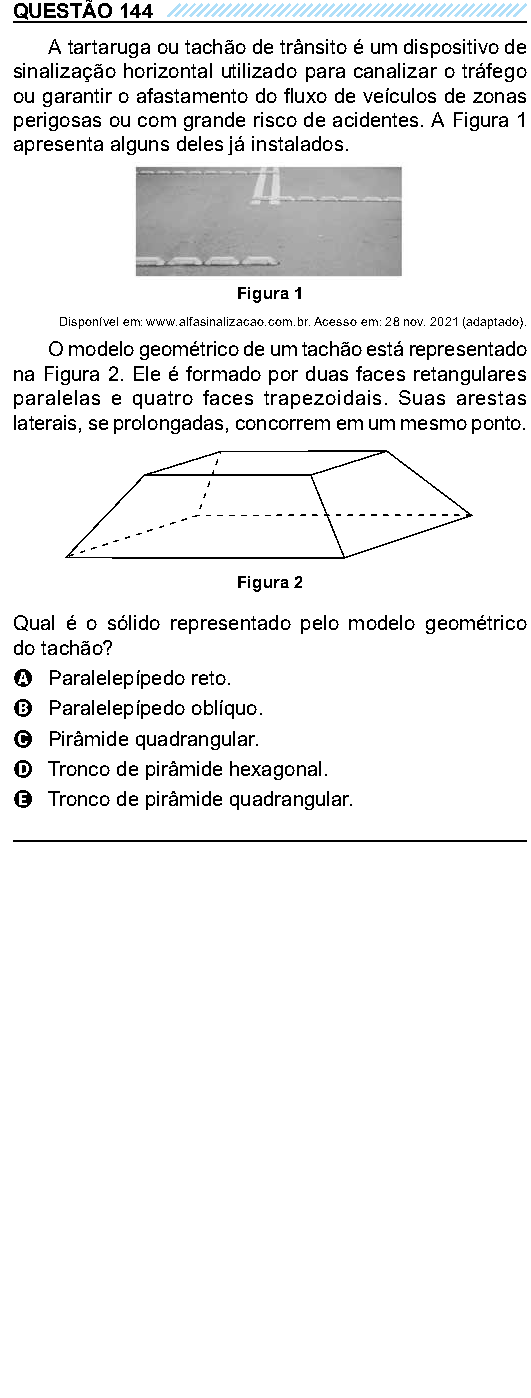 QUESTÃO 144
A tartaruga ou tachão de trânsito é um dispositivo de
sinalização horizontal utilizado para canalizar o tráfego
ou garantir o afastamento do fluxo de veículos de zonas
perigosas ou com grande risco de acidentes. A Figura 1
apresenta alguns deles já instalados.
Figura 1
Disponível em: www.alfasinalizacao.com.br. Acesso em: 28 nov. 2021 (adaptado).
O modelo geométrico de um tachão está representado
na Figura 2. Ele é formado por duas faces retangulares
paralelas e quatro faces trapezoidais. Suas arestas
laterais, se prolongadas, concorrem em um mesmo ponto.
Figura 2
Qual é o sólido representado pelo modelo geométrico
do tachão?
A Paralelepípedo reto.
B Paralelepípedo oblíquo.
C Pirâmide quadrangular.
D Tronco de pirâmide hexagonal.
E Tronco de pirâmide quadrangular.